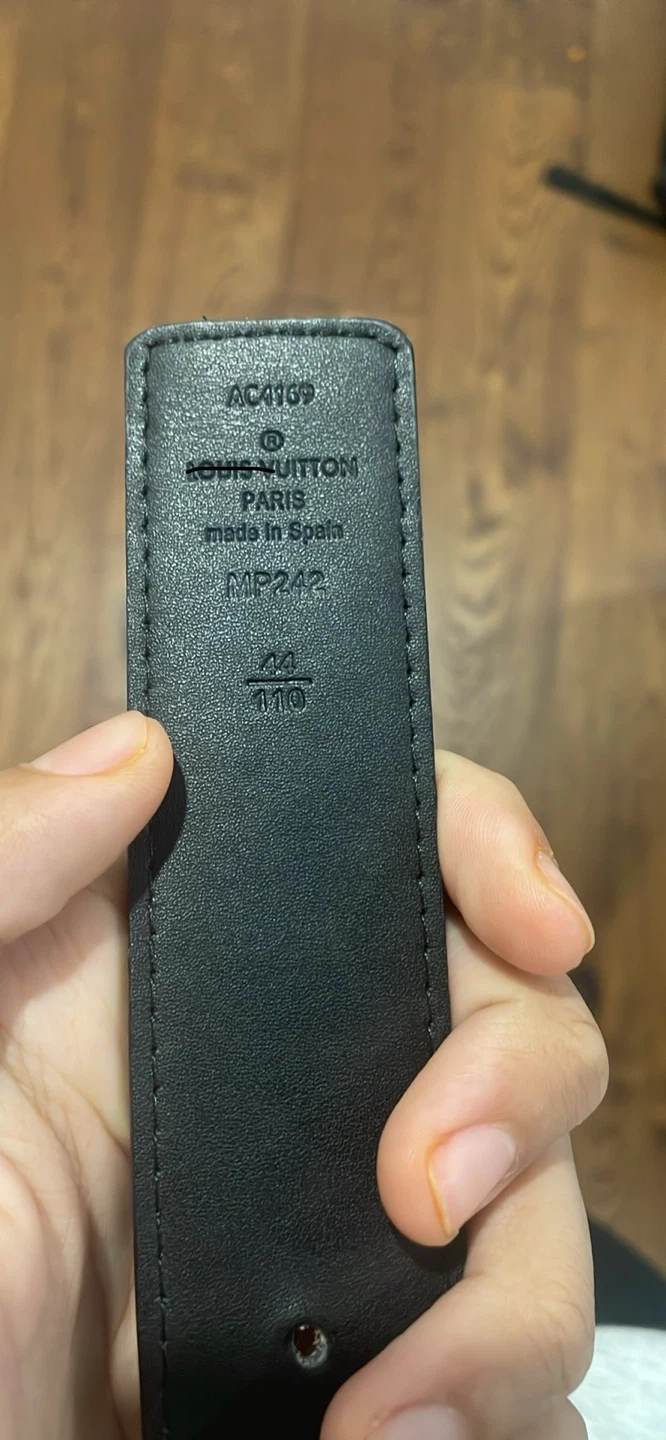 AC4169
®
LOUIS VUITTON
PARIS
made in Spain
MP242
44
110